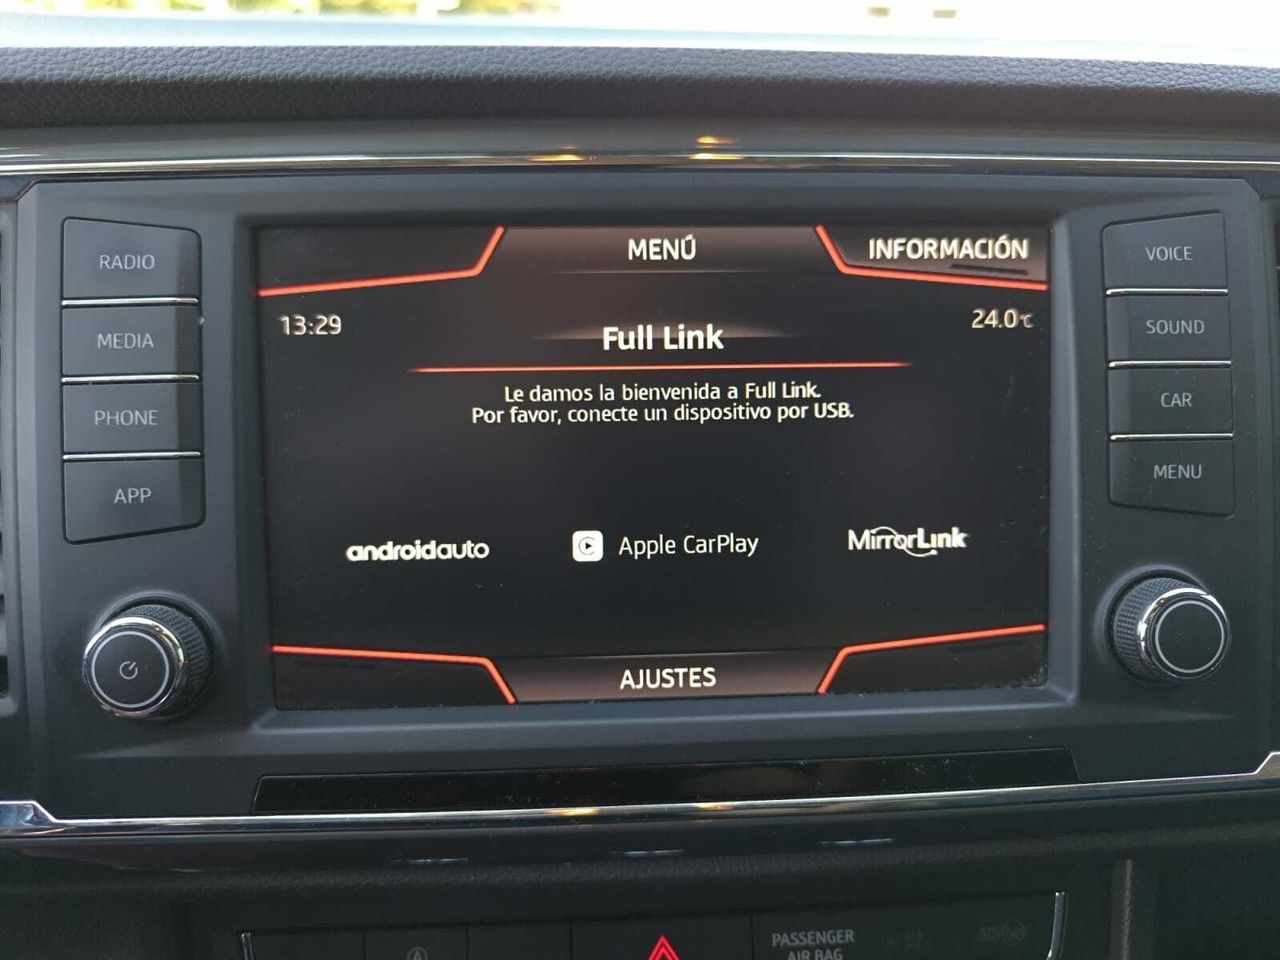 RADIO
MEDIA
PHONE
APP
MENÚ
INFORMACIÓN
13:29
24.0°C
Full Link
Le damos la bienvenida a Full Link.
Por favor, conecte un dispositivo por USB.
androidauto
Apple CarPlay
MirrorLink
AJUSTES
VOICE
SOUND
CAR
MENU
A
PASSENGER
AIR BAG